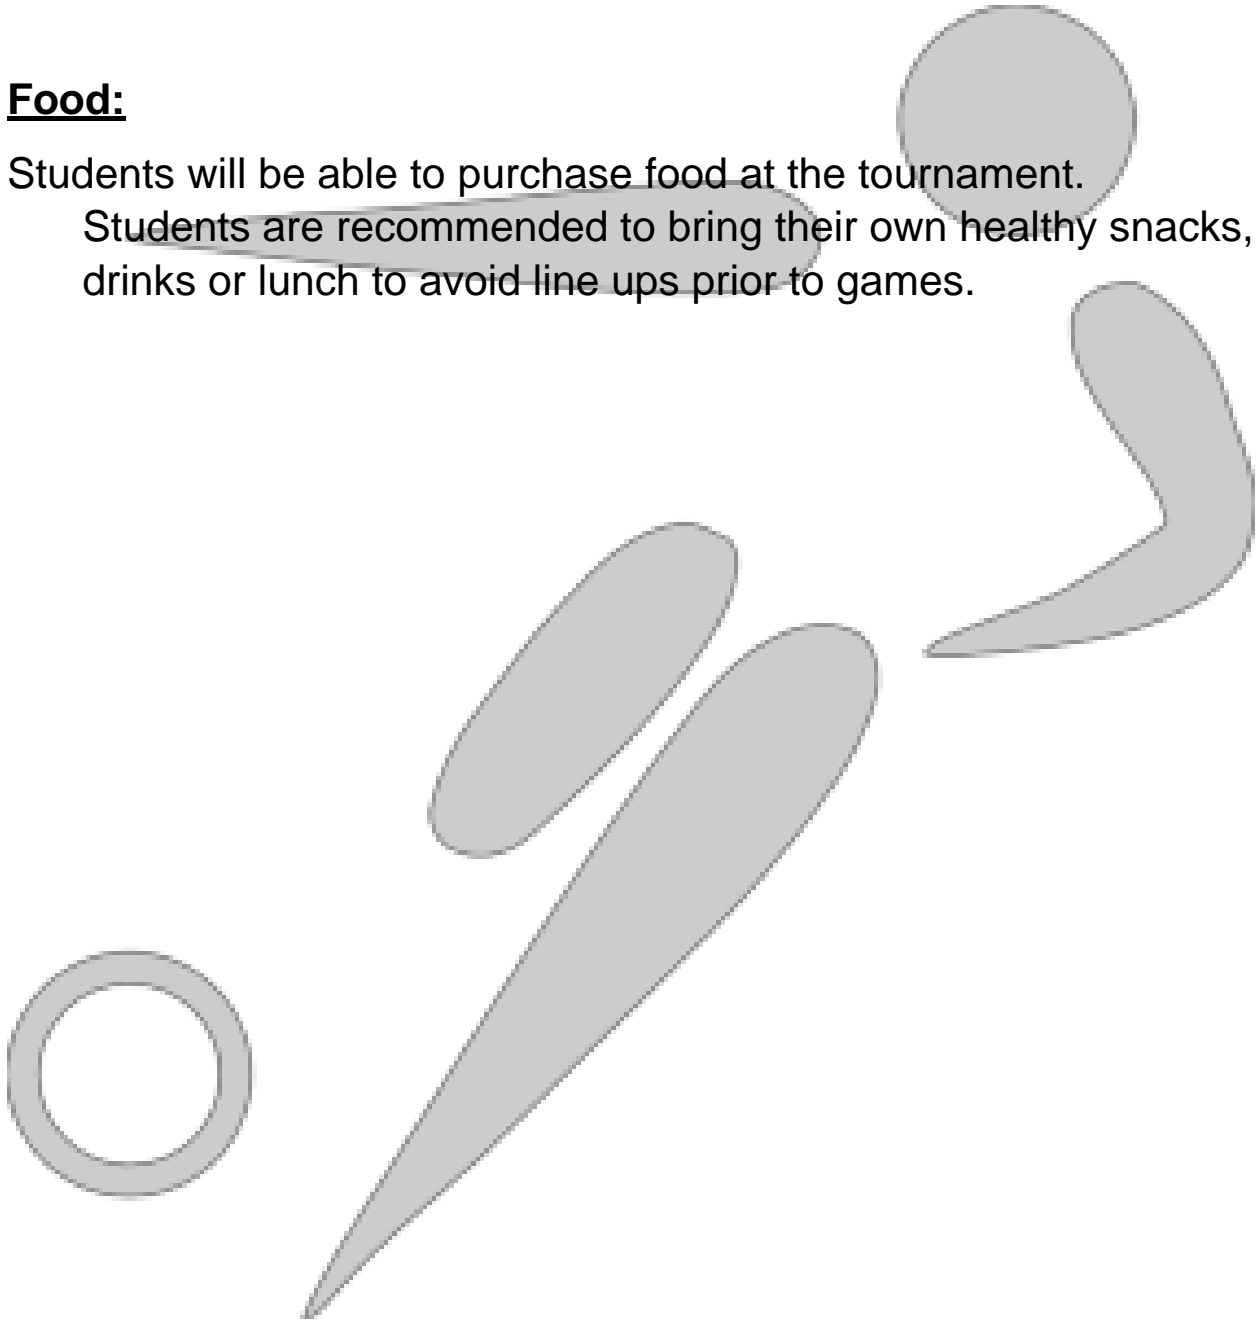 Food:
Students will be able to purchase food at the tournament.
Students are recommended to bring their own healthy snacks,
drinks or lunch to avoid line ups prior to games.